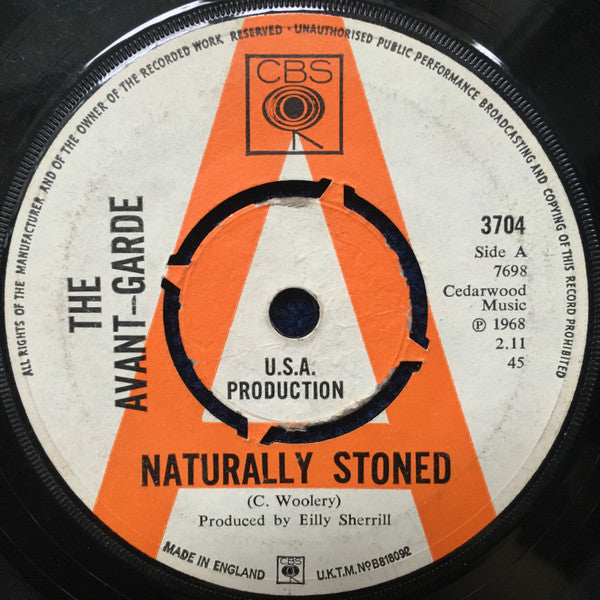 ALL RIGHTS OF THE MANUFACTURER AND OF THE OWNER OF THE RECORDED WORK RESERVED · UNAUTHORISED PUBLIC PERFORMANCE BROADCASTING AND COPYING OF THIS RECORD PROHIBITED
CBS
THE
AVANT—GARDE
3704
Side A
7698
Cedarwood
Music
℗ 1968
2.11
45
U.S.A.
PRODUCTION
NATURALLY STONED
(C. Woolery)
Produced by Eilly Sherrill
MADE IN ENGLAND
CBS
U.K.T.M. No B818092